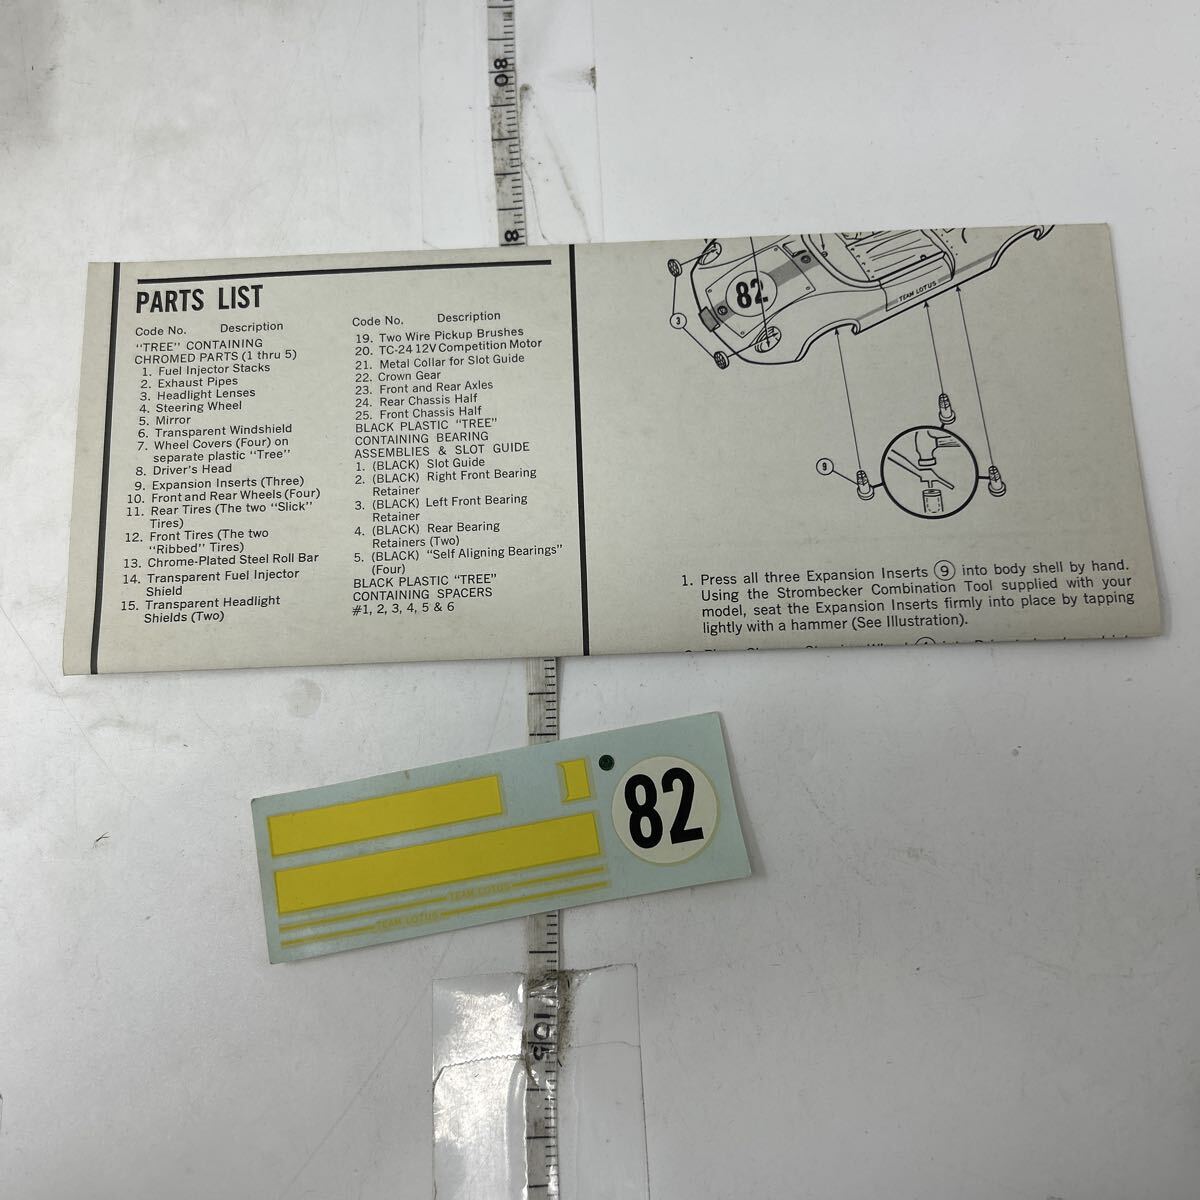 80
8
PARTS LIST
Code No. Description
"TREE" CONTAINING
CHROMED PARTS (1 thru 5)
1. Fuel Injector Stacks
2. Exhaust Pipes
3. Headlight Lenses
4. Steering Wheel
5. Mirror
6. Transparent Windshield
7. Wheel Covers (Four) on
separate plastic "Tree"
8. Driver's Head
9. Expansion Inserts (Three)
10. Front and Rear Wheels (Four)
11. Rear Tires (The two "Slick"
Tires)
12. Front Tires (The two
"Ribbed" Tires)
13. Chrome-Plated Steel Roll Bar
14. Transparent Fuel Injector
Shield
15. Transparent Headlight
Shields (Two)
Code No. Description
19. Two Wire Pickup Brushes
20. TC-24 12V Competition Motor
21. Metal Collar for Slot Guide
22. Crown Gear
23. Front and Rear Axles
24. Rear Chassis Half
25. Front Chassis Half
BLACK PLASTIC "TREE"
CONTAINING BEARING
ASSEMBLIES & SLOT GUIDE
1. (BLACK) Slot Guide
2. (BLACK) Right Front Bearing
Retainer
3. (BLACK) Left Front Bearing
Retainer
4. (BLACK) Rear Bearing
Retainers (Two)
5. (BLACK) "Self Aligning Bearings"
(Four)
BLACK PLASTIC "TREE"
CONTAINING SPACERS
#1, 2, 3, 4, 5 & 6
82
TEAM LOTUS
3
9
1. Press all three Expansion Inserts 9 into body shell by hand.
Using the Strombecker Combination Tool supplied with your
model, seat the Expansion Inserts firmly into place by tapping
lightly with a hammer (See Illustration).
82
TEAM LOTUS
TEAM LOTUS